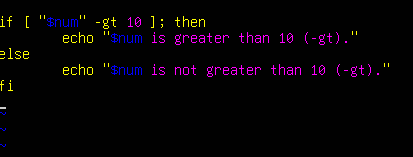 if [ "$num" -gt 10 ]; then
        echo "$num is greater than 10 (-gt)."
else
        echo "$num is not greater than 10 (-gt)."
fi
~
~
~